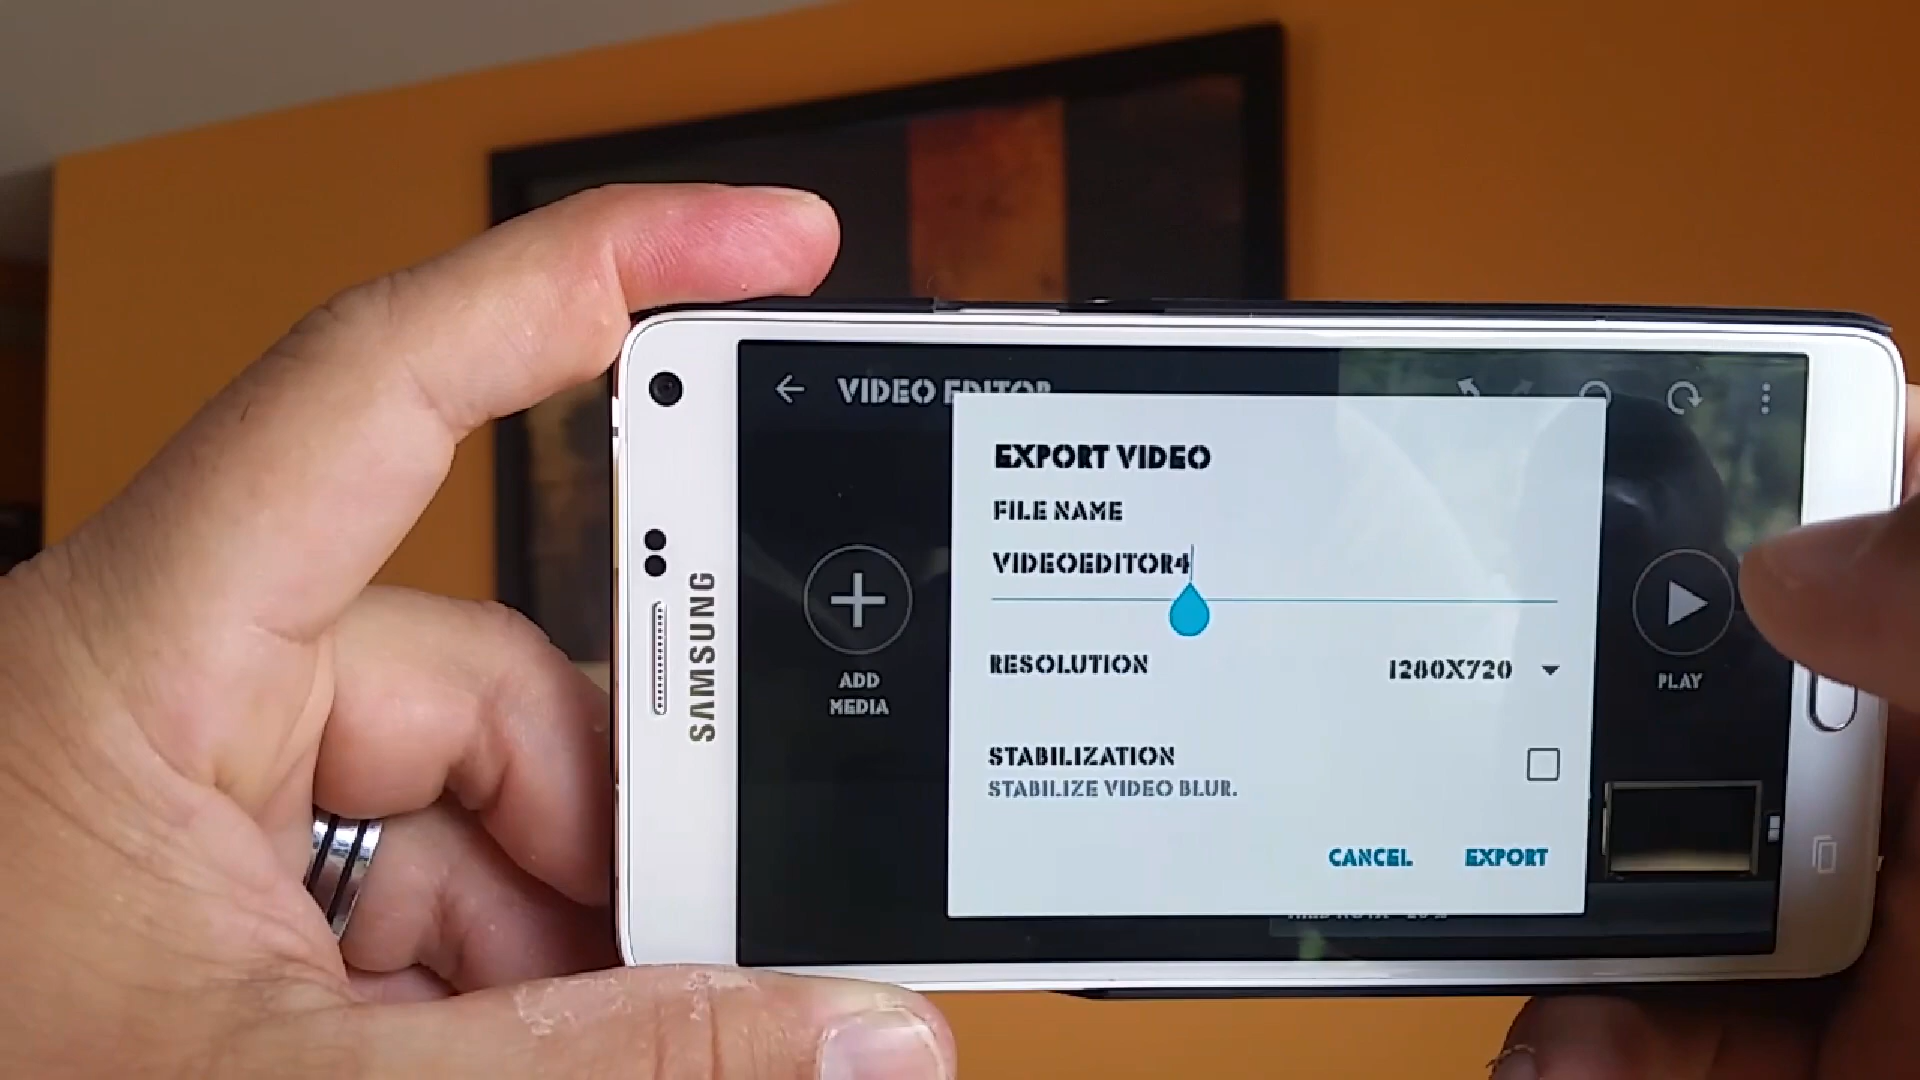 SAMSUNG
VIDEO EDITOR
EXPORT VIDEO
FILE NAME
VIDEOEDITOR4
RESOLUTION
1280X720
STABILIZATION
STABILIZE VIDEO BLUR.
CANCEL
EXPORT
ADD
MEDIA
PLAY